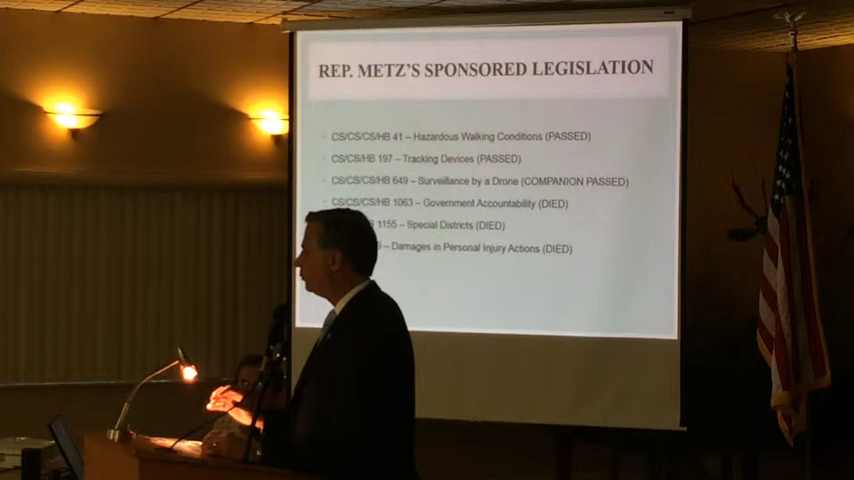 REP. METZ'S SPONSORED LEGISLATION
CS/CS/CS/HB 41 – Hazardous Walking Conditions (PASSED)
CS/CS/HB 197 – Tracking Devices (PASSED)
CS/CS/CS/HB 649 – Surveillance by a Drone (COMPANION PASSED)
CS/CS/CS/HB 1063 – Government Accountability (DIED)
1155 – Special Districts (DIED)
– Damages in Personal Injury Actions (DIED)